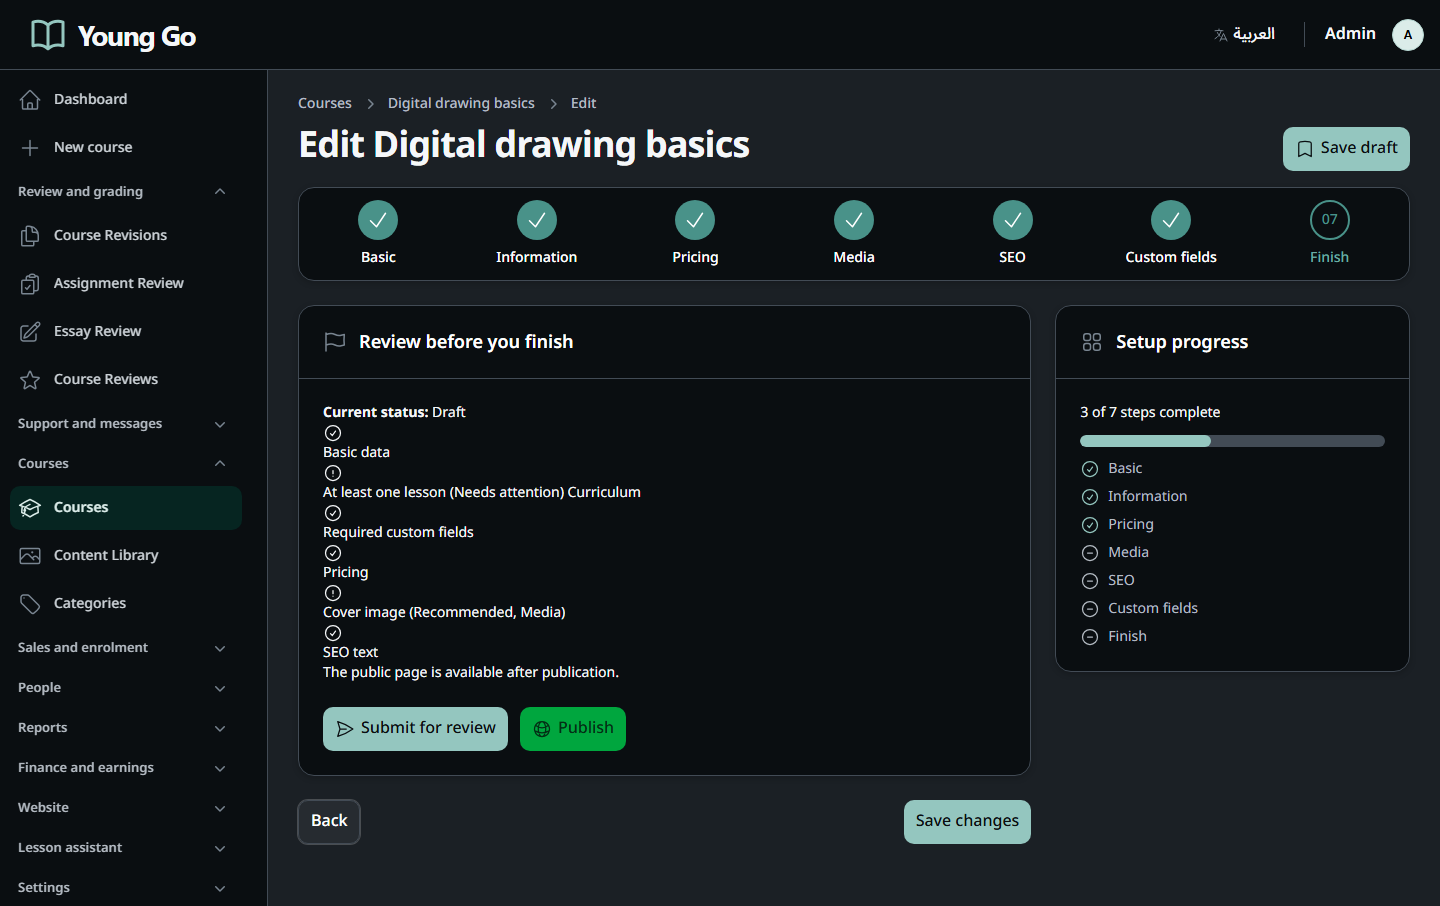 Young Go
العربية
Admin
A
Dashboard
New course
Review and grading
Course Revisions
Assignment Review
Essay Review
Course Reviews
Support and messages
Courses
Courses
Content Library
Categories
Sales and enrolment
People
Reports
Finance and earnings
Website
Lesson assistant
Settings
Courses > Digital drawing basics > Edit
Edit Digital drawing basics
Save draft
Basic
Information
Pricing
Media
SEO
Custom fields
07
Finish
Review before you finish
Current status: Draft
Basic data
At least one lesson (Needs attention) Curriculum
Required custom fields
Pricing
Cover image (Recommended, Media)
SEO text
The public page is available after publication.
Submit for review
Publish
Back
Save changes
Setup progress
3 of 7 steps complete
Basic
Information
Pricing
Media
SEO
Custom fields
Finish